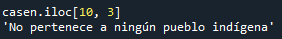 casen.iloc[10, 3]
'No pertenece a ningún pueblo indígena'